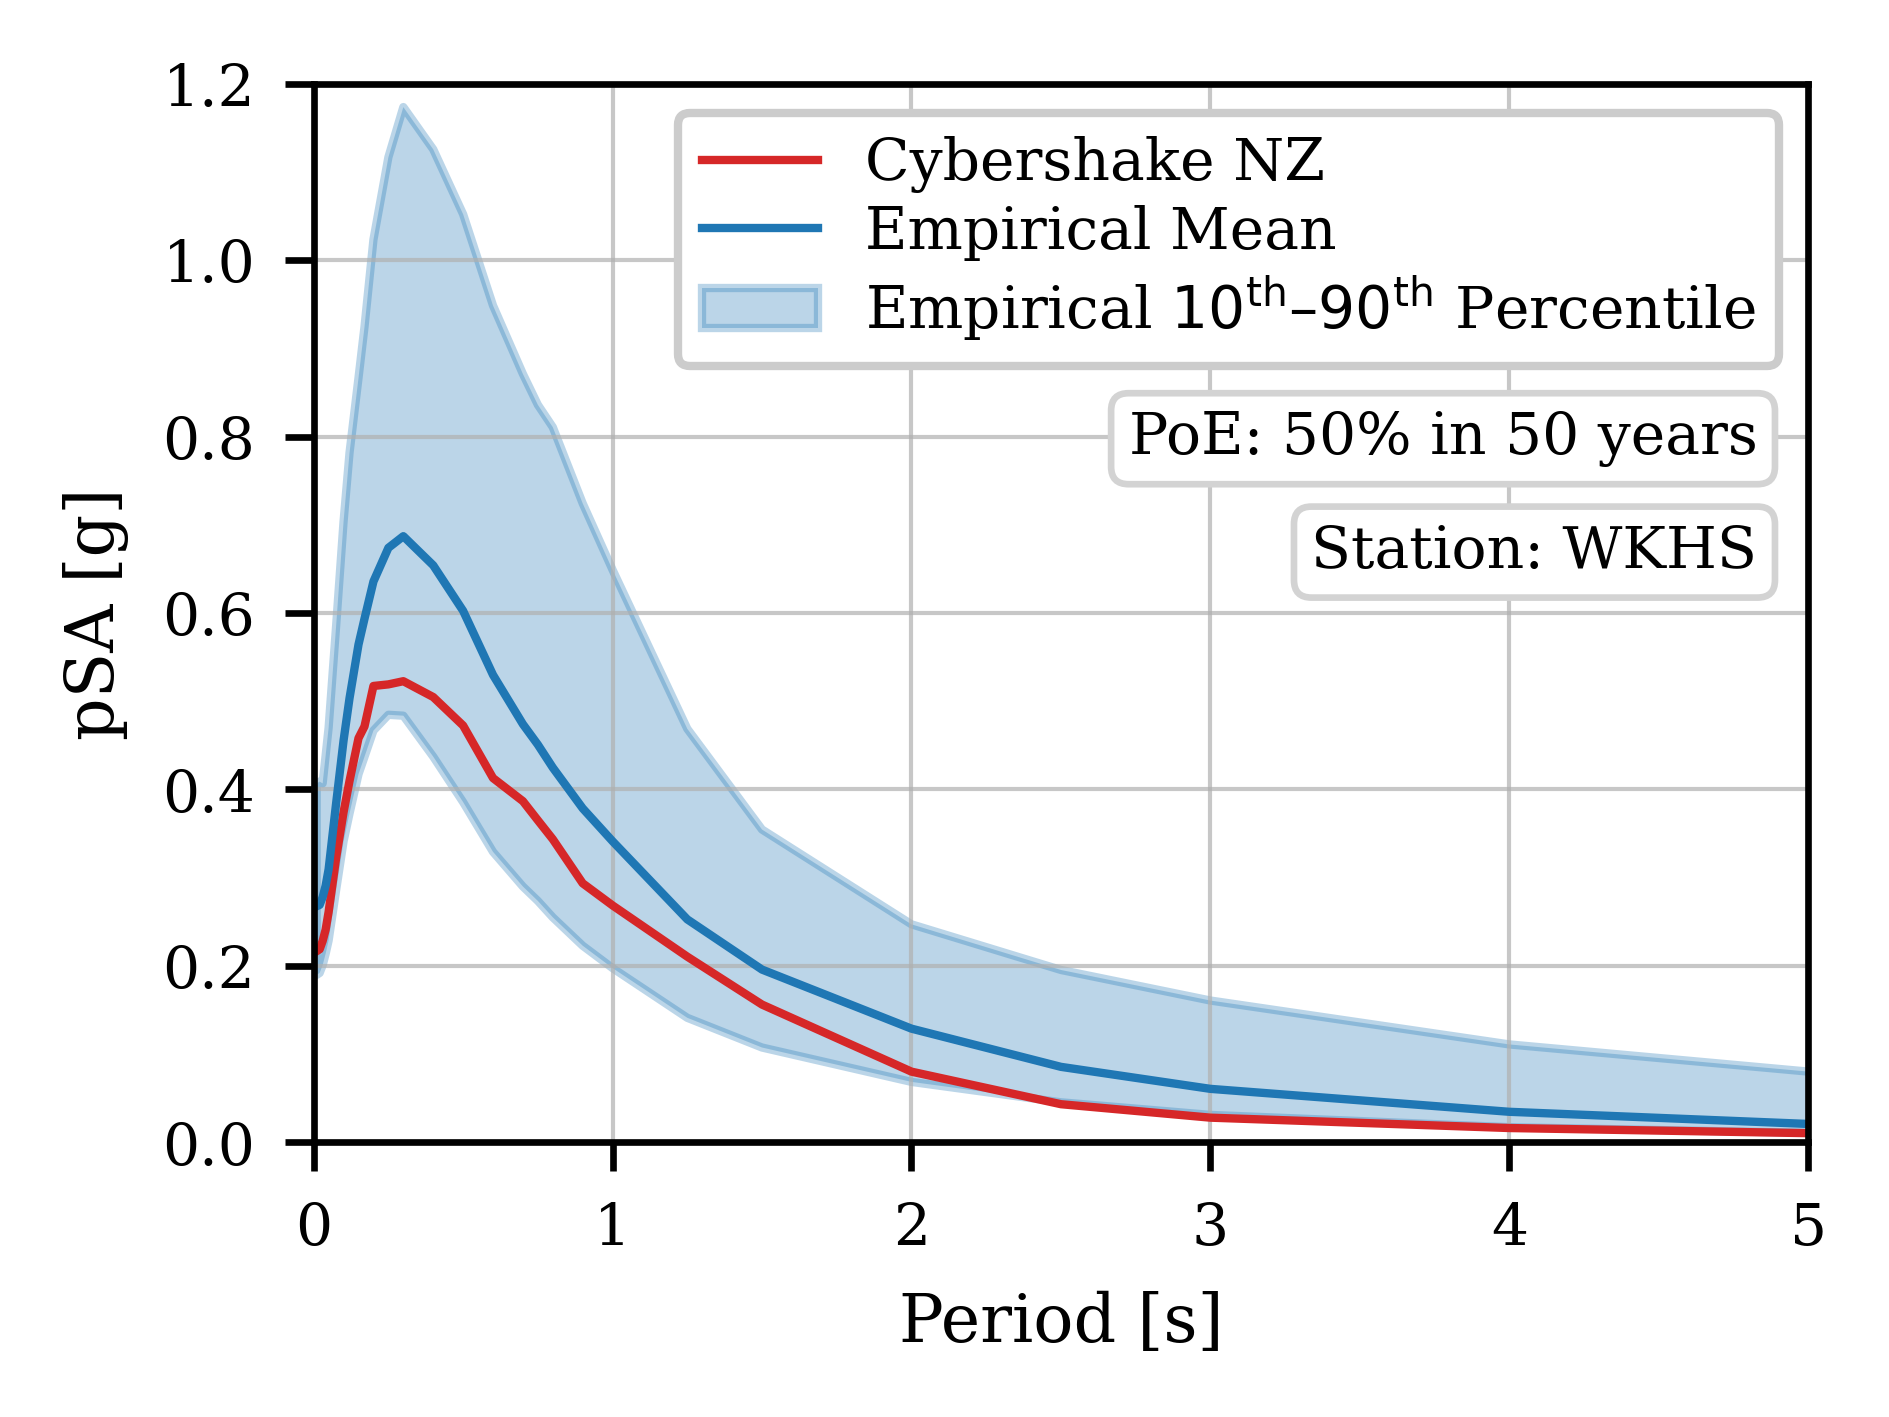 1.2
1.0
0.8
0.6
0.4
0.2
0.0
pSA [g]
Cybershake NZ
Empirical Mean
Empirical 10th–90th Percentile
PoE: 50% in 50 years
Station: WKHS
0 1 2 3 4 5
Period [s]